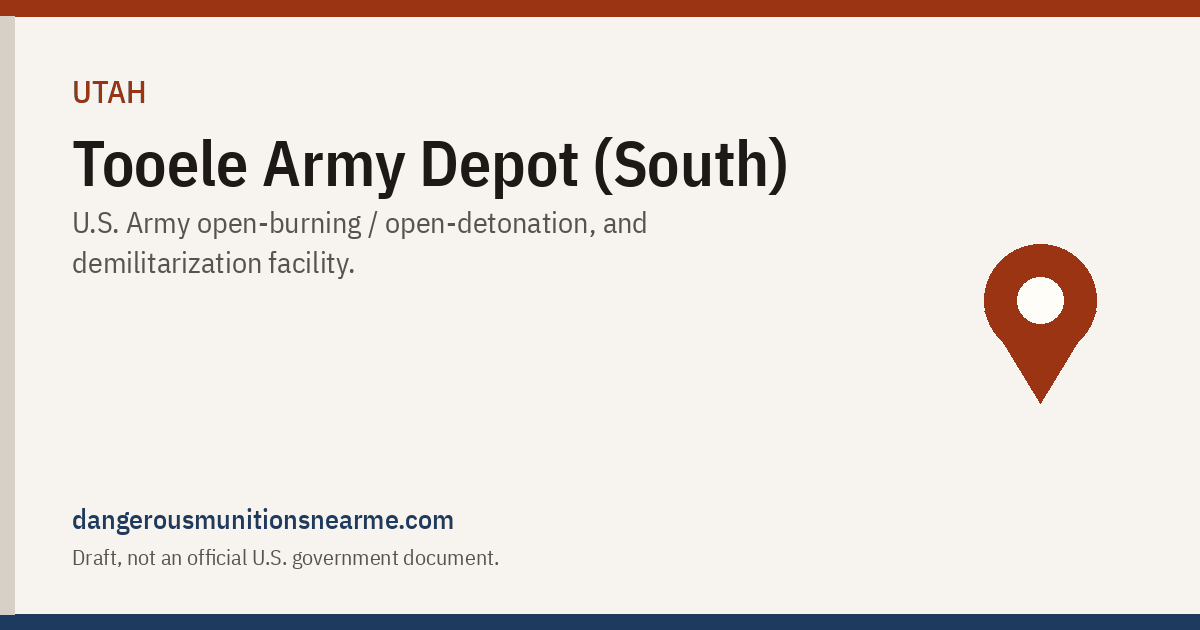 UTAH
Tooele Army Depot (South)
U.S. Army open-burning / open-detonation, and
demilitarization facility.
dangerousmunitionsnearme.com
Draft, not an official U.S. government document.